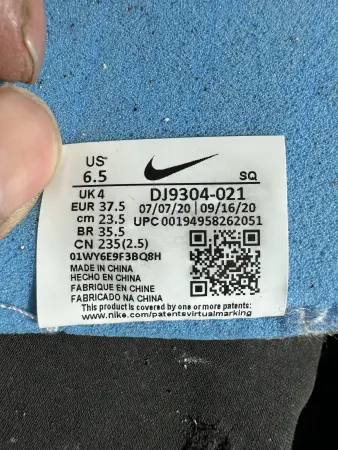 US
6.5
SQ
UK 4
DJ9304-021
EUR 37.5
07/07/20 | 09/16/20
cm 23.5
UPC 00194958262051
BR 35.5
CN 235(2.5)
01WY6E9F3BQ8H
MADE IN CHINA
HECHO EN CHINA
FABRIQUE EN CHINE
FABRICADO NA CHINA
This product is covered by one or more patents:
www.nike.com/patentsvirtualmarking